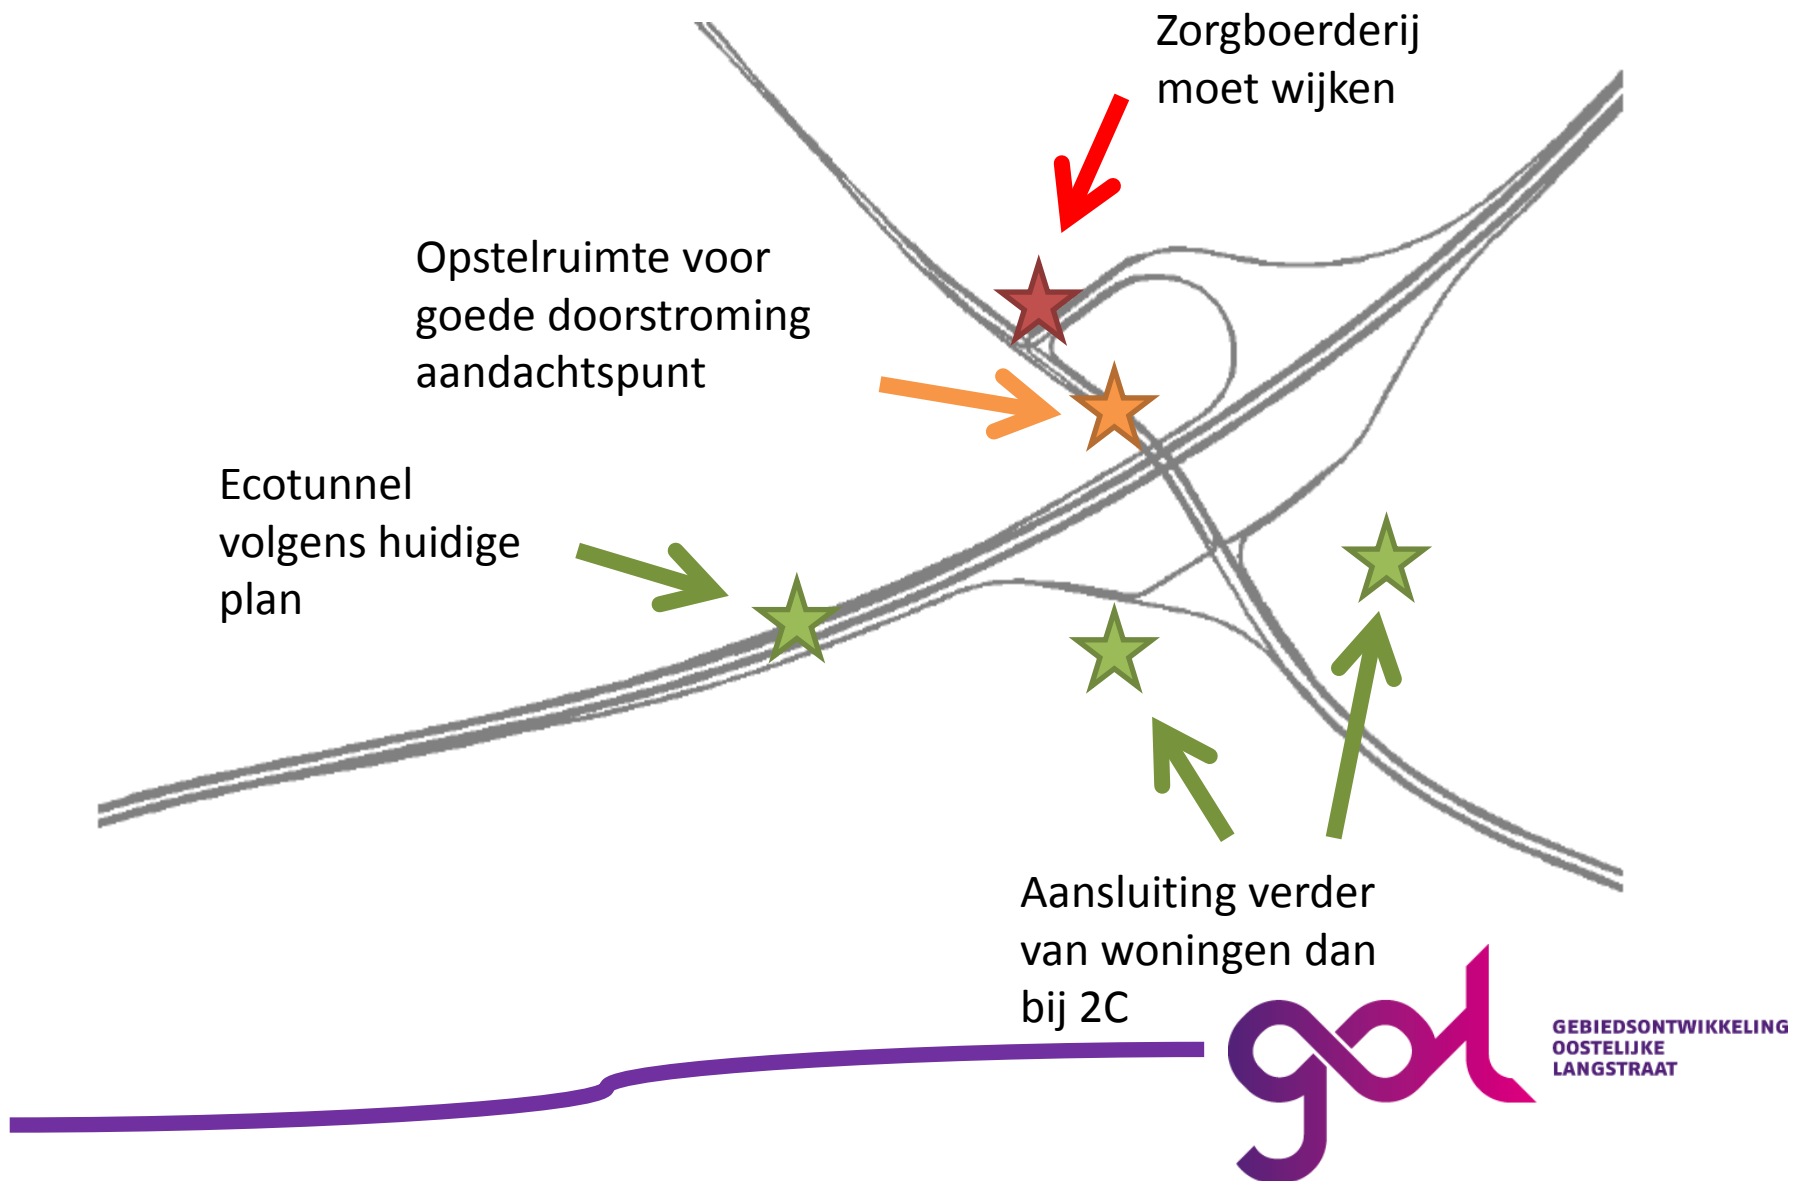 Zorgboerderij
moet wijken
Opstelruimte voor
goede doorstroming
aandachtspunt
Ecotunnel
volgens huidige
plan
Aansluiting verder
van woningen dan
bij 2C
gol
GEBIEDSONTWIKKELING
OOSTELIJKE
LANGSTRAAT